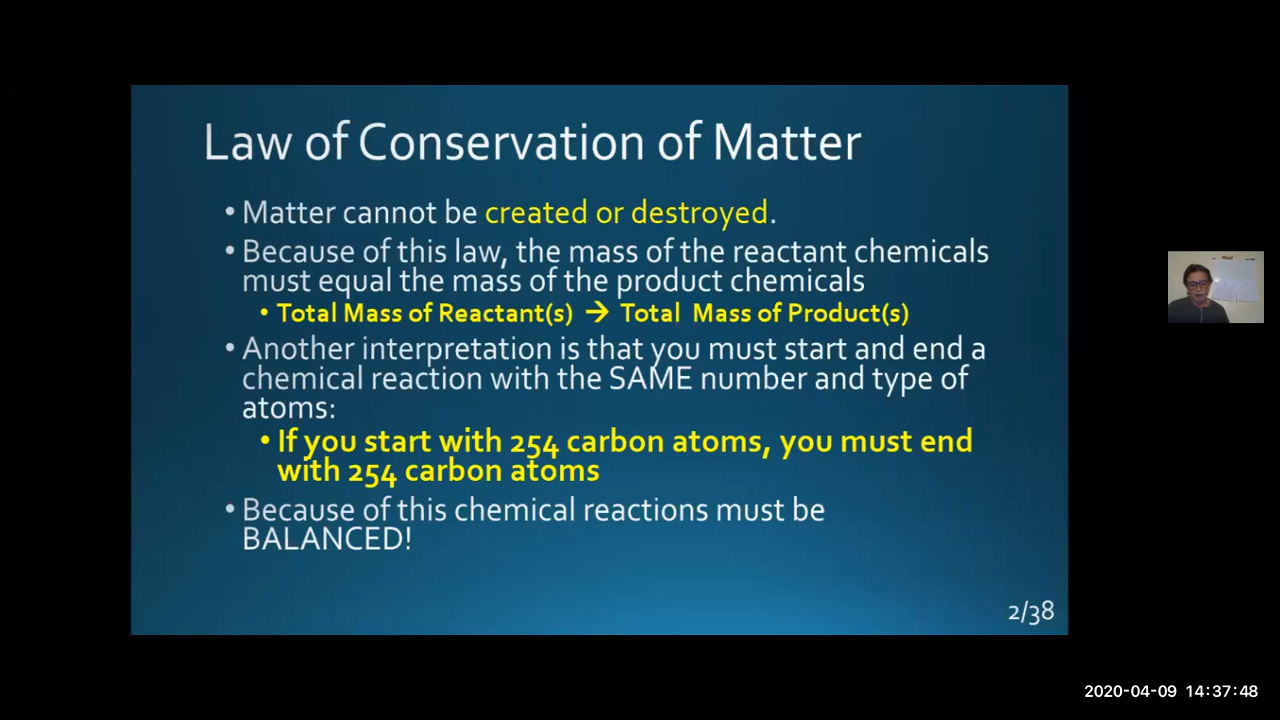 Law of Conservation of Matter
• Matter cannot be created or destroyed.
• Because of this law, the mass of the reactant chemicals
must equal the mass of the product chemicals
• Total Mass of Reactant(s) → Total Mass of Product(s)
• Another interpretation is that you must start and end a
chemical reaction with the SAME number and type of
atoms:
• If you start with 254 carbon atoms, you must end
with 254 carbon atoms
• Because of this chemical reactions must be
BALANCED!
2/38
2020-04-09 14:37:48